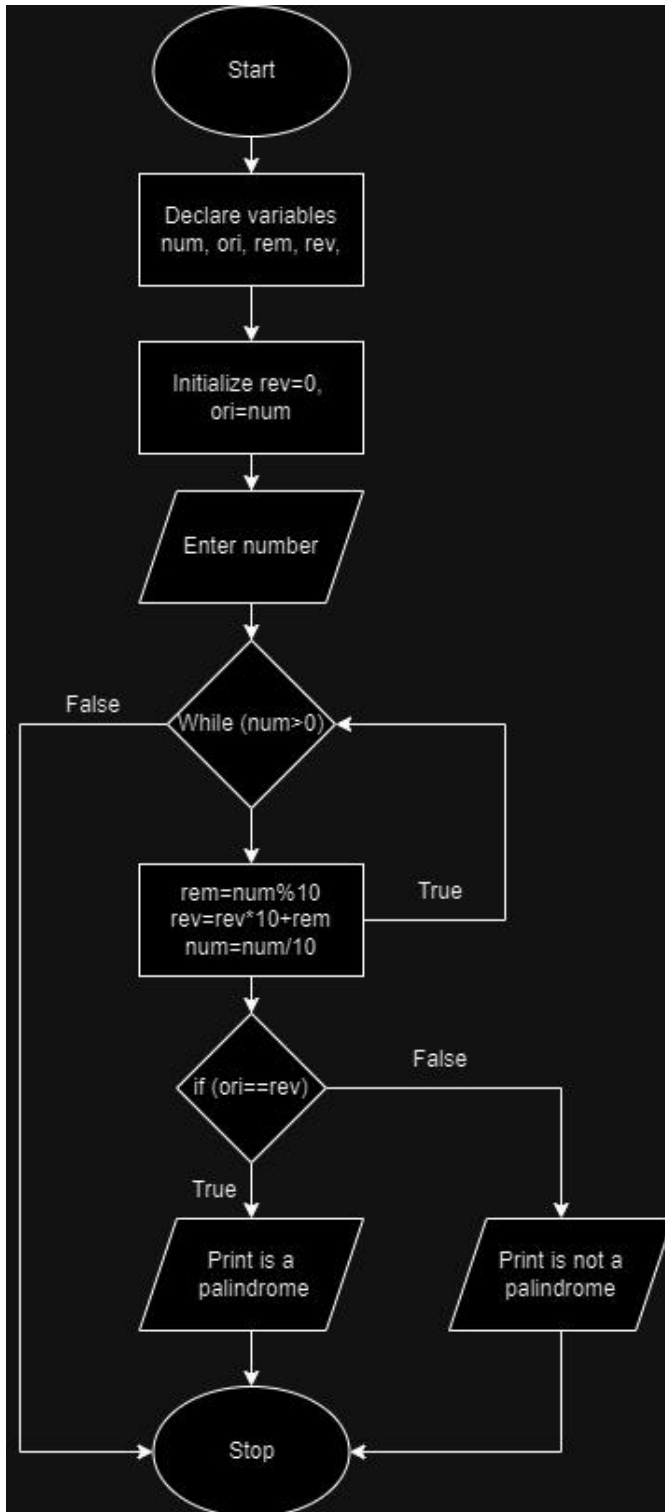 Start
Declare variables
num, ori, rem, rev,
Initialize rev=0,
ori=num
Enter number
False
While (num>0)
rem=num%10
rev=rev*10+rem
num=num/10
True
if (ori==rev)
False
True
Print is a
palindrome
Print is not a
palindrome
Stop